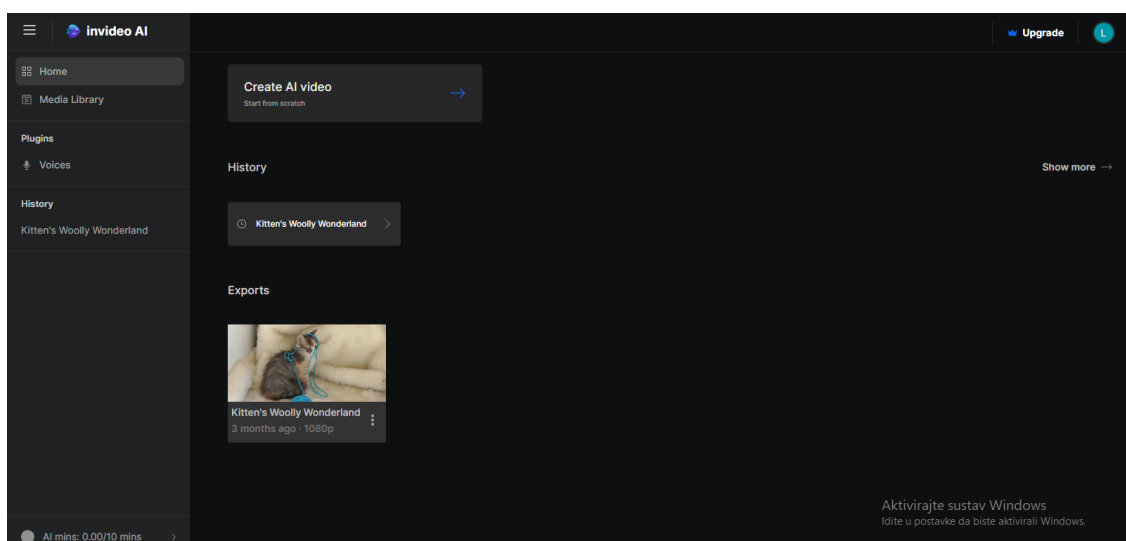 invideo AI
Upgrade
L
Home
Media Library
Plugins
Voices
History
Kitten's Woolly Wonderland
AI mins: 0.00/10 mins
Create AI video
Start from scratch
History
Show more
Kitten's Woolly Wonderland
Exports
Kitten's Woolly Wonderland
3 months ago · 1080p
Aktivirajte sustav Windows
Idite u postavke da biste aktivirali Windows.